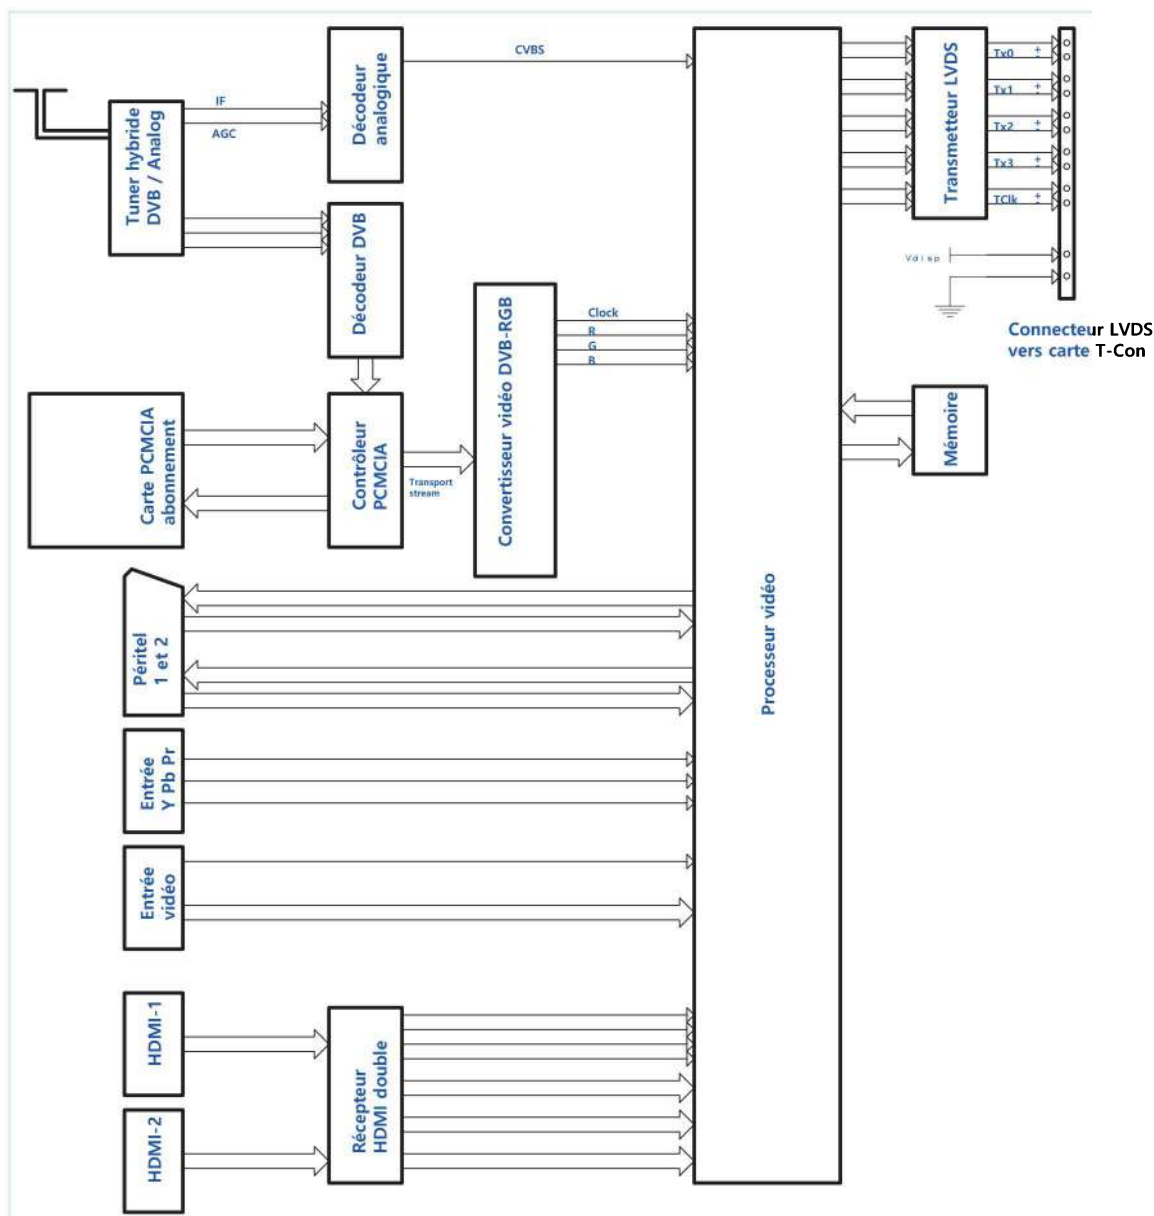 CVBS
IF
AGC
Tuner hybride
DVB / Analog
Décodeur
analogique
Décodeur DVB
Clock
R
G
B
Convertisseur vidéo DVB-RGB
Carte PCMCIA
abonnement
Contrôleur
PCMCIA
Transport
stream
Péritel
1 et 2
Entrée
Y Pb Pr
Entrée
vidéo
HDMI-1
HDMI-2
Récepteur
HDMI double
Processeur vidéo
Transmetteur LVDS
Tx0 + -
Tx1 + -
Tx2 + -
Tx3 + -
TClk + -
Vdisp
Connecteur LVDS
vers carte T-Con
Mémoire